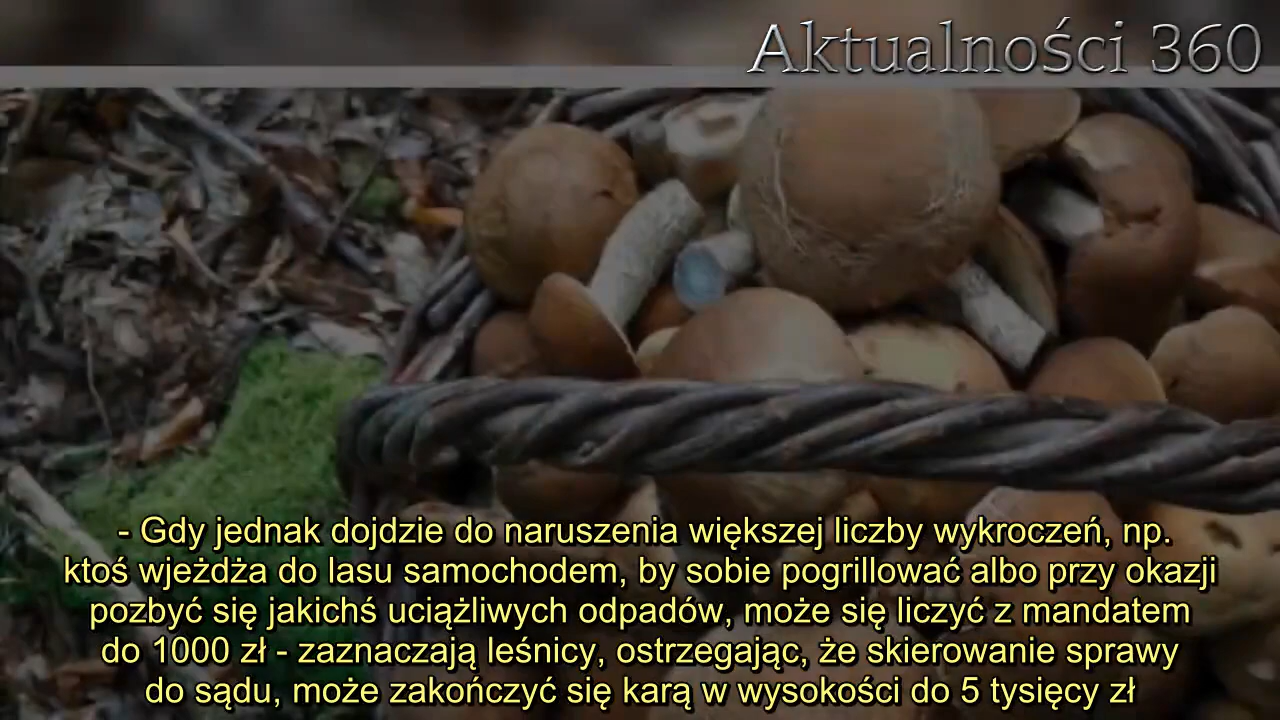 Aktualności 360
- Gdy jednak dojdzie do naruszenia większej liczby wykroczeń, np.
ktoś wjeżdża do lasu samochodem, by sobie pogrillować albo przy okazji
pozbyć się jakichś uciążliwych odpadów, może się liczyć z mandatem
do 1000 zł - zaznaczają leśnicy, ostrzegając, że skierowanie sprawy
do sądu, może zakończyć się karą w wysokości do 5 tysięcy zł